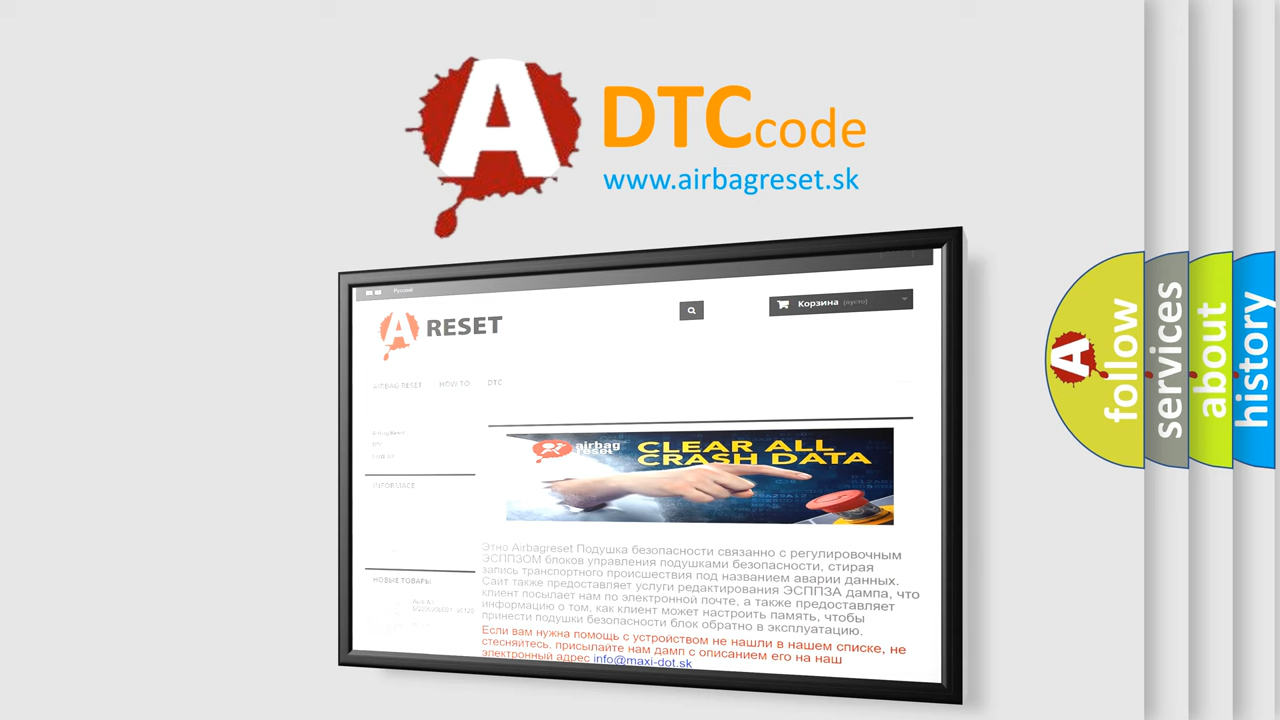 A DTCcode
www.airbagreset.sk
Русский
A RESET
Корзина (пусто)
AIRBAG RESET HOW TO DTC
Airbag Reset
DTC
INFORMACE
airbag
reset
CLEAR ALL
CRASH DATA
Этно Airbagreset Подушка безопасности связанно с регулировочным
ЭСППЗОМ блоков управления подушками безопасности, стирая
запись транспортного происшествия под названием аварии данных.
Сайт также предоставляет услуги редактирования ЭСППЗА дампа, что
клиент посылает нам по электронной почте, а также предоставляет
информацию о том, как клиент может настроить память, чтобы
принести подушки безопасности блок обратно в эксплуатацию.
Если вам нужна помощь с устройством не нашли в нашем списке, не
стесняйтесь, присылайте нам дамп с описанием его на наш
электронный адрес info@maxi-dot.sk
НОВЫЕ ТОВАРЫ
A follow
services
about
history